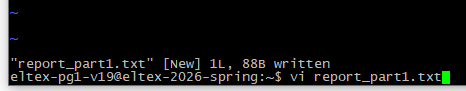 ~
~
"report_part1.txt" [New] 1L, 88B written
eltex-pg1-v19@eltex-2026-spring:~$ vi report_part1.txt